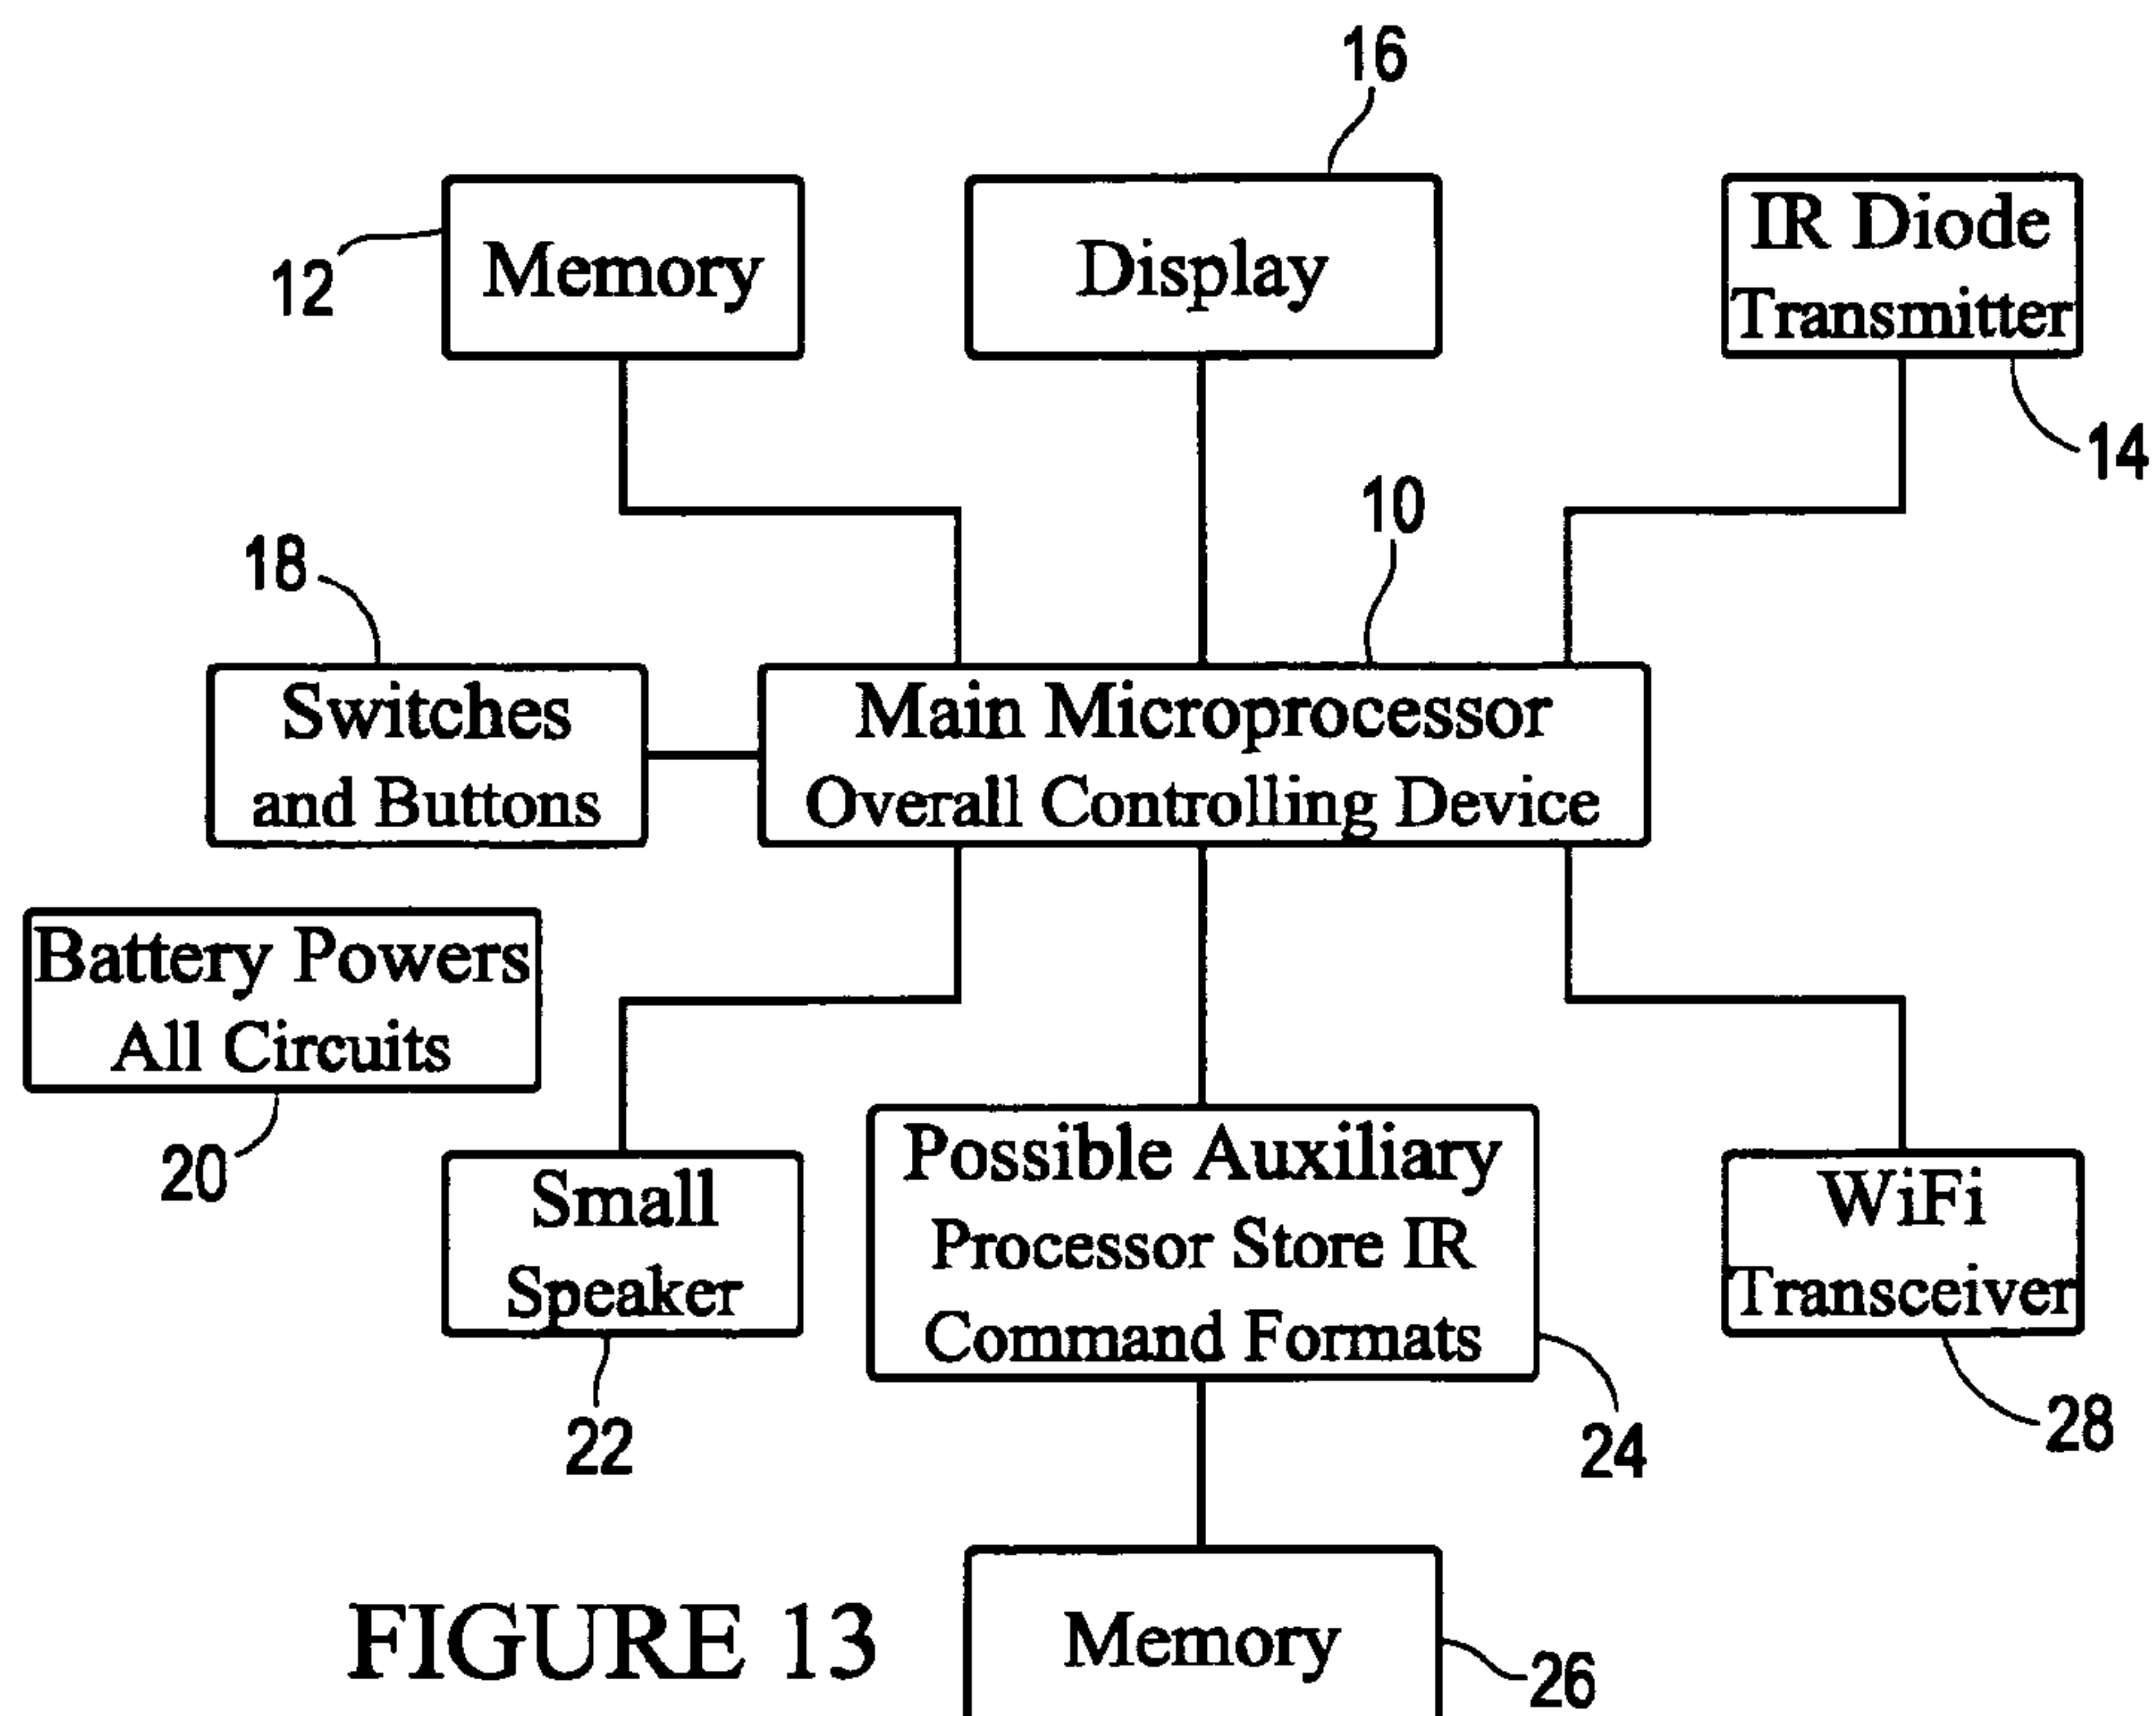 16
Memory
Display
IR Diode
Transmitter
12
14
10
18
Switches
and Buttons
Main Microprocessor
Overall Controlling Device
Battery Powers
All Circuits
20
Small
Speaker
Possible Auxiliary
Processor Store IR
Command Formats
WiFi
Transceiver
22
24
28
FIGURE 13
Memory
26